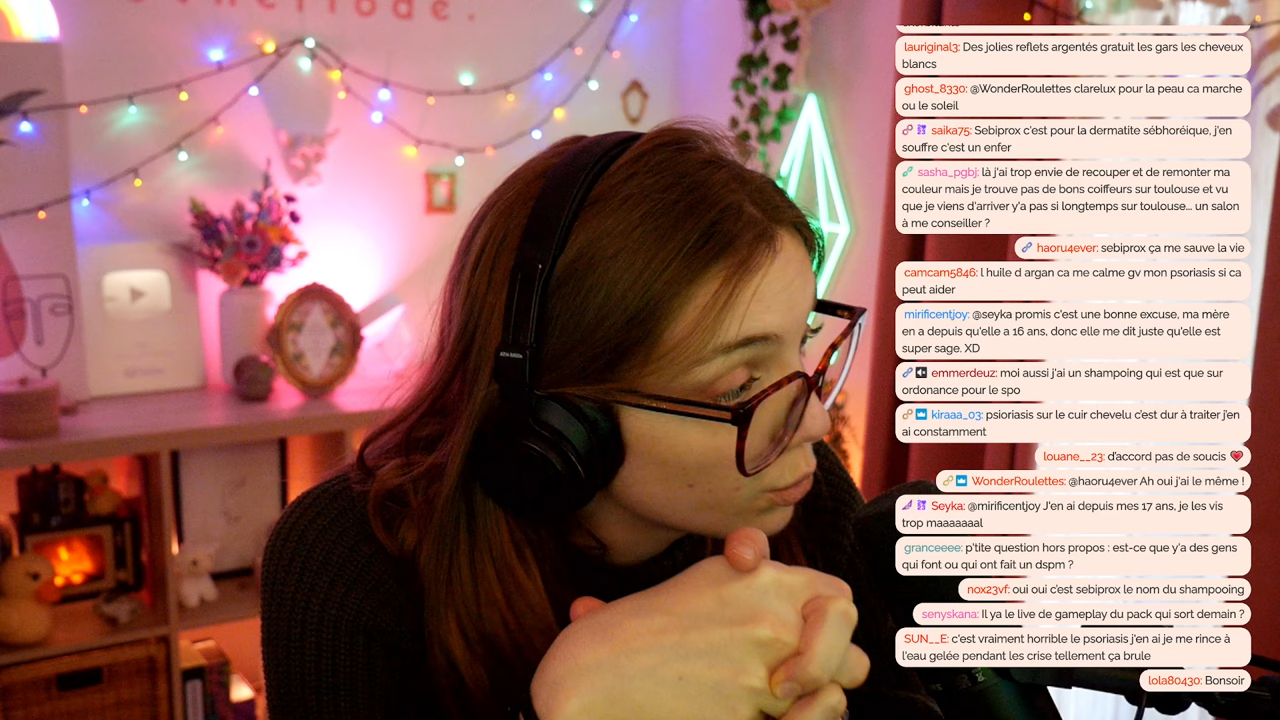 lauriginal3: Des jolies reflets argentés gratuit les gars les cheveux
blancs
ghost_8330: @WonderRoulettes clarelux pour la peau ca marche
ou le soleil
saika75: Sebiprox c'est pour la dermatite sébhoréique, j'en
souffre c'est un enfer
sasha_pgbj: là j'ai trop envie de recouper et de remonter ma
couleur mais je trouve pas de bons coiffeurs sur toulouse et vu
que je viens d'arriver y'a pas si longtemps sur toulouse... un salon
à me conseiller ?
haoru4ever: sebiprox ça me sauve la vie
camcam5846: l huile d argan ca me calme gv mon psoriasis si ca
peut aider
mirificentjoy: @seyka promis c'est une bonne excuse, ma mère
en a depuis qu'elle a 16 ans, donc elle me dit juste qu'elle est
super sage. XD
emmerdeuz: moi aussi j'ai un shampoing qui est que sur
ordonance pour le spo
kiraaa_03: psioriasis sur le cuir chevelu c'est dur à traiter j'en
ai constamment
louane__23: d'accord pas de soucis
WonderRoulettes: @haoru4ever Ah oui j'ai le même !
Seyka: @mirificentjoy J'en ai depuis mes 17 ans, je les vis
trop maaaaaaal
granceeee: p'tite question hors propos : est-ce que y'a des gens
qui font ou qui ont fait un dspm ?
nox23vf: oui oui c'est sebiprox le nom du shampooing
senyskana: Il ya le live de gameplay du pack qui sort demain ?
SUN__E: c'est vraiment horrible le psoriasis j'en ai je me rince à
l'eau gelée pendant les crise tellement ça brule
lola80430: Bonsoir